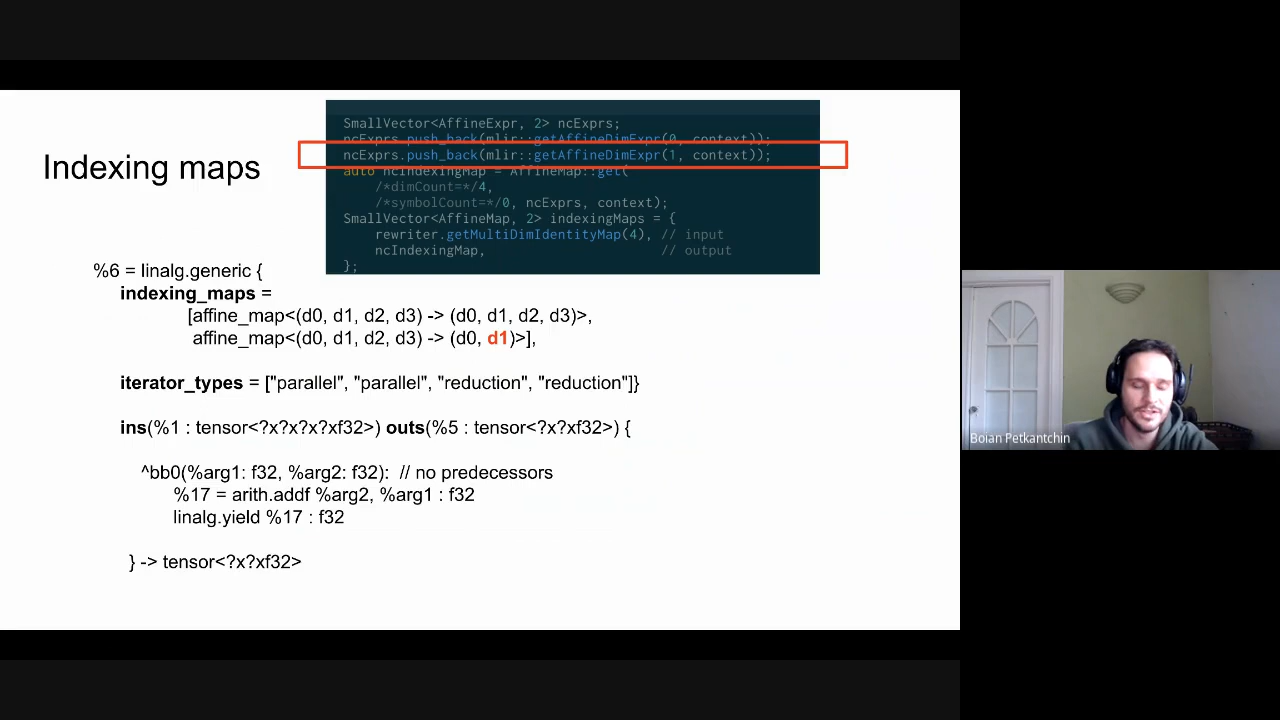 Indexing maps
SmallVector<AffineExpr, 2> ncExprs;
ncExprs.push_back(mlir::getAffineDimExpr(0, context));
ncExprs.push_back(mlir::getAffineDimExpr(1, context));
auto ncIndexingMap = AffineMap::get(
/*dimCount=*/4,
/*symbolCount=*/0, ncExprs, context);
SmallVector<AffineMap, 2> indexingMaps = {
rewriter.getMultiDimIdentityMap(4), // input
ncIndexingMap, // output
};
%6 = linalg.generic {
indexing_maps =
[affine_map<(d0, d1, d2, d3) -> (d0, d1, d2, d3)>,
affine_map<(d0, d1, d2, d3) -> (d0, d1)>],
iterator_types = ["parallel", "parallel", "reduction", "reduction"]}
ins(%1 : tensor<?x?x?x?xf32>) outs(%5 : tensor<?x?xf32>) {
^bb0(%arg1: f32, %arg2: f32): // no predecessors
%17 = arith.addf %arg2, %arg1 : f32
linalg.yield %17 : f32
} -> tensor<?x?xf32>
Boian Petkantchin